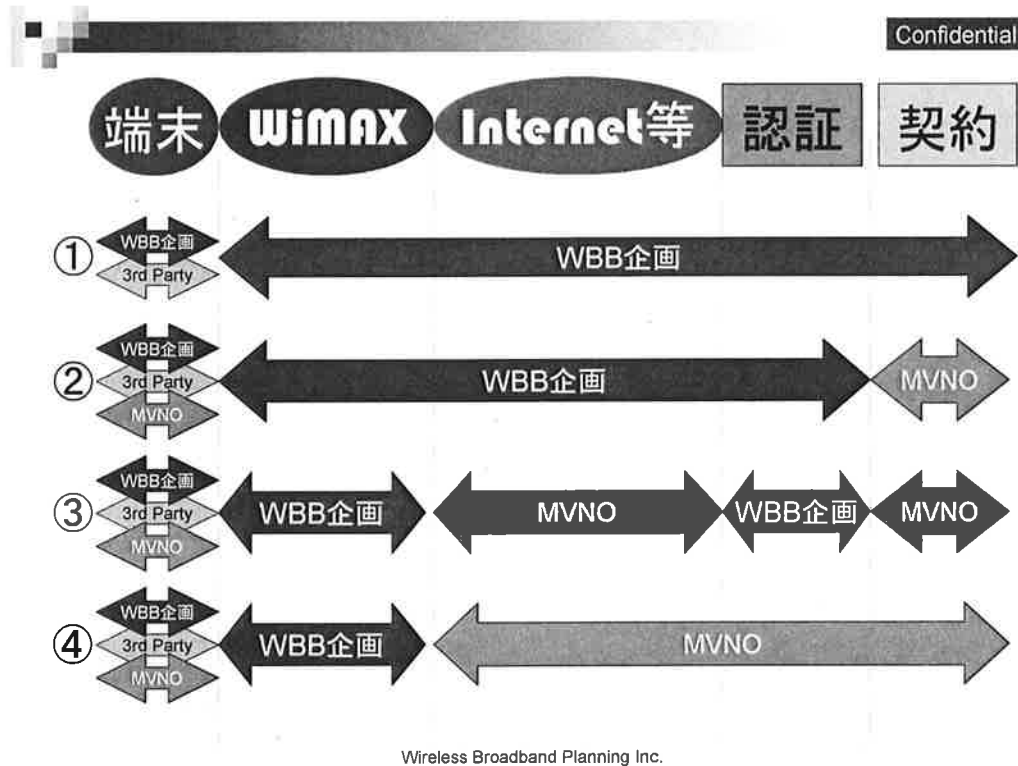 Confidential
端末 WiMAX Internet等 認証 契約
WBB企画
① WBB企画
3rd Party
WBB企画
② 3rd Party WBB企画 MVNO
MVNO
WBB企画
③ 3rd Party WBB企画 MVNO WBB企画 MVNO
MVNO
WBB企画
④ 3rd Party WBB企画 MVNO
MVNO
Wireless Broadband Planning Inc.